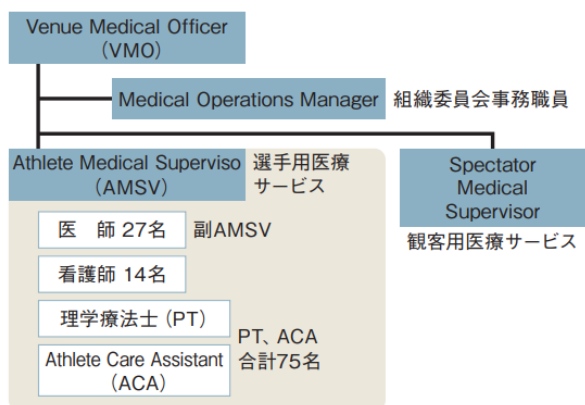 Venue Medical Officer
（VMO）
Medical Operations Manager
組織委員会事務職員
Athlete Medical Superviso
（AMSV）
選手用医療
サービス
Spectator
Medical
Supervisor
観客用医療サービス
医　師 27名
副AMSV
看護師 14名
理学療法士（PT）
Athlete Care Assistant
（ACA）
PT、ACA
合計75名